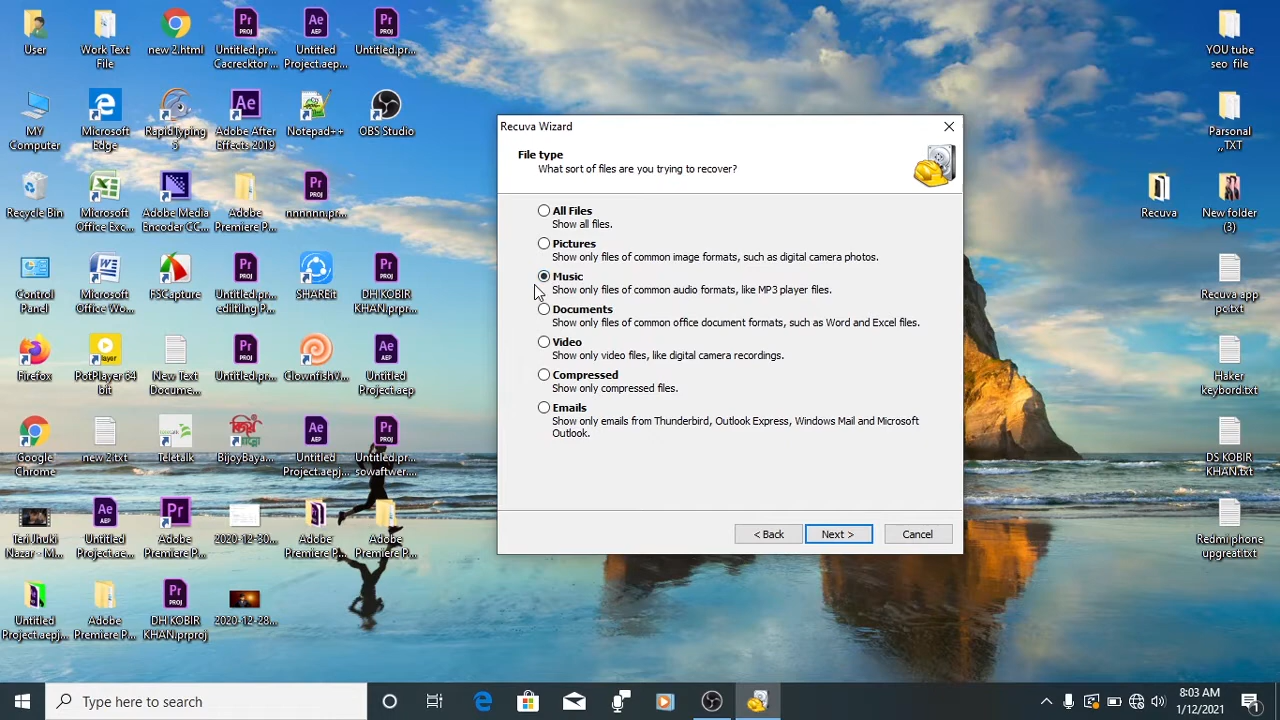 User
Work Text
File
new 2.html
Untitled.pr...
Cacrecktor ...
Untitled
Project.aep...
Untitled.pr...
MY
Computer
Microsoft
Edge
RapidTyping
5
Adobe After
Effects 2019
Notepad++
OBS Studio
Recycle Bin
Microsoft
Office Exc...
Adobe Media
Encoder CC...
Adobe
Premiere P...
nnnnnn.pr...
Control
Panel
Microsoft
Office Wo...
FSCapture
Untitled.pr...
ediitling Pr...
SHAREit
DH KOBIR
KHAN.prpr...
Firefox
PotPlayer 64
bit
New Text
Docume...
Untitled.pr...
ClownfishV...
Untitled
Project.aep
Google
Chrome
new 2.txt
Teletalk
BijoyBaya...
Untitled
Project.aepj...
Untitled.pr...
sowaftwer....
Teri Jhuki
Nazar - M...
Untitled
Project.ae...
Adobe
Premiere P...
2020-12-30...
Adobe
Premiere P...
Adobe
Premiere P...
Untitled
Project.aepj...
Adobe
Premiere P...
DH KOBIR
KHAN.prproj
2020-12-28...
Recuva Wizard
File type
What sort of files are you trying to recover?
All Files
Show all files.
Pictures
Show only files of common image formats, such as digital camera photos.
Music
Show only files of common audio formats, like MP3 player files.
Documents
Show only files of common office document formats, such as Word and Excel files.
Video
Show only video files, like digital camera recordings.
Compressed
Show only compressed files.
Emails
Show only emails from Thunderbird, Outlook Express, Windows Mail and Microsoft
Outlook.
< Back
Next >
Cancel
YOU tube
seo file
Parsonal
,,TXT
Recuva
New folder
(3)
Recuva app
pc.txt
Haker
keybord.txt
DS KOBIR
KHAN.txt
Redmi phone
upgreat.txt
Type here to search
8:03 AM
1/12/2021